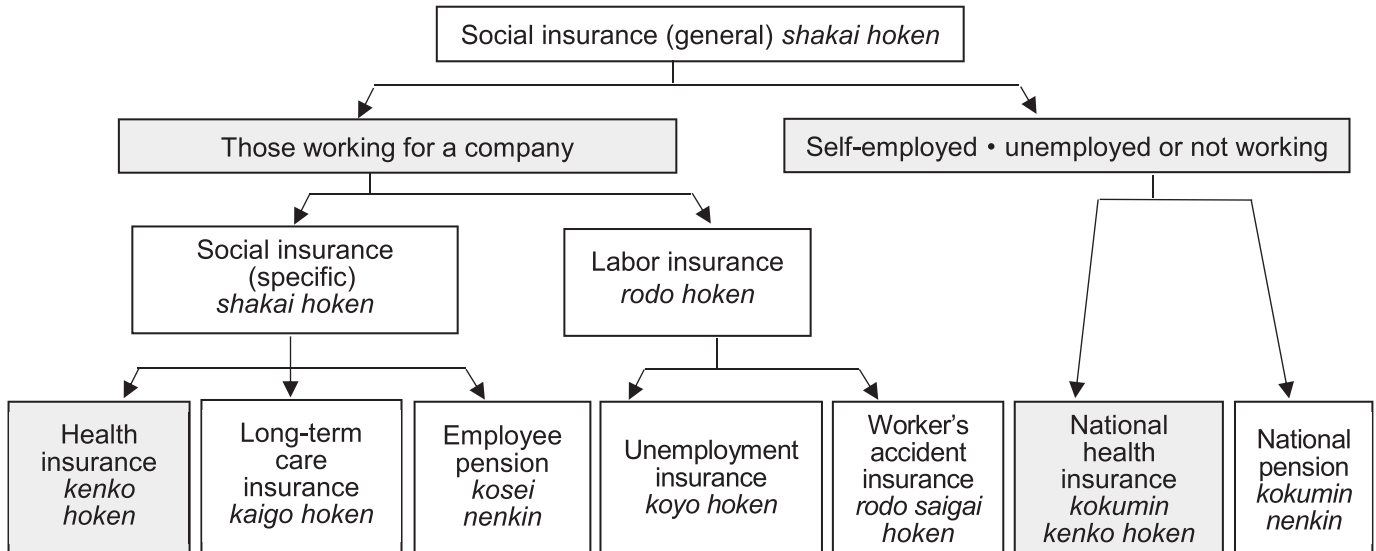 Social insurance (general) shakai hoken
Those working for a company
Self-employed • unemployed or not working
Social insurance
(specific)
shakai hoken
Labor insurance
rodo hoken
Health
insurance
kenko
hoken
Long-term
care
insurance
kaigo hoken
Employee
pension
kosei
nenkin
Unemployment
insurance
koyo hoken
Worker's
accident
insurance
rodo saigai
hoken
National
health
insurance
kokumin
kenko hoken
National
pension
kokumin
nenkin